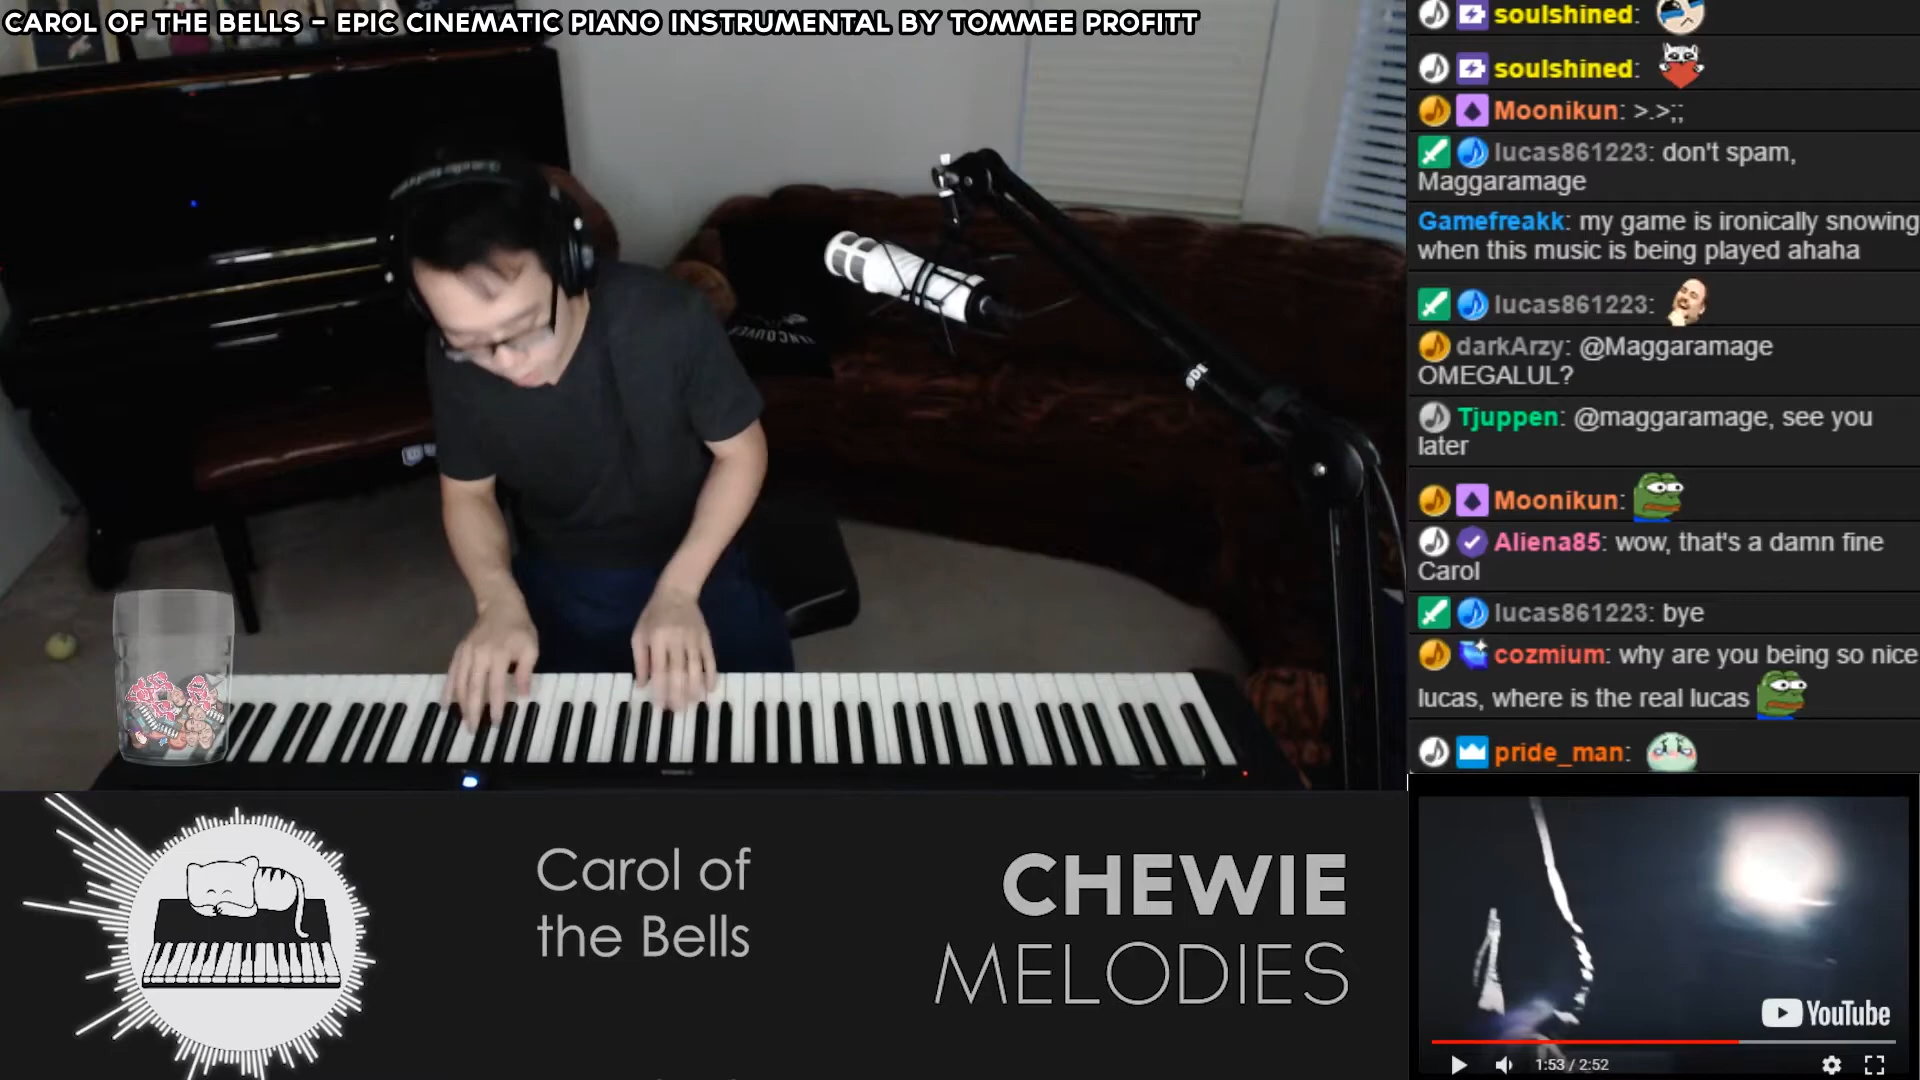 CAROL OF THE BELLS - EPIC CINEMATIC PIANO INSTRUMENTAL BY TOMMEE PROFITT
soulshined:
soulshined:
Moonikun: >.>;;
lucas861223: don't spam,
Maggaramage
Gamefreakk: my game is ironically snowing
when this music is being played ahaha
lucas861223:
darkArzy: @Maggaramage
OMEGALUL?
Tjuppen: @maggaramage, see you
later
Moonikun:
Aliena85: wow, that's a damn fine
Carol
lucas861223: bye
cozmium: why are you being so nice
lucas, where is the real lucas
pride_man:
Carol of
the Bells
CHEWIE
MELODIES
YouTube
1:53 / 2:52